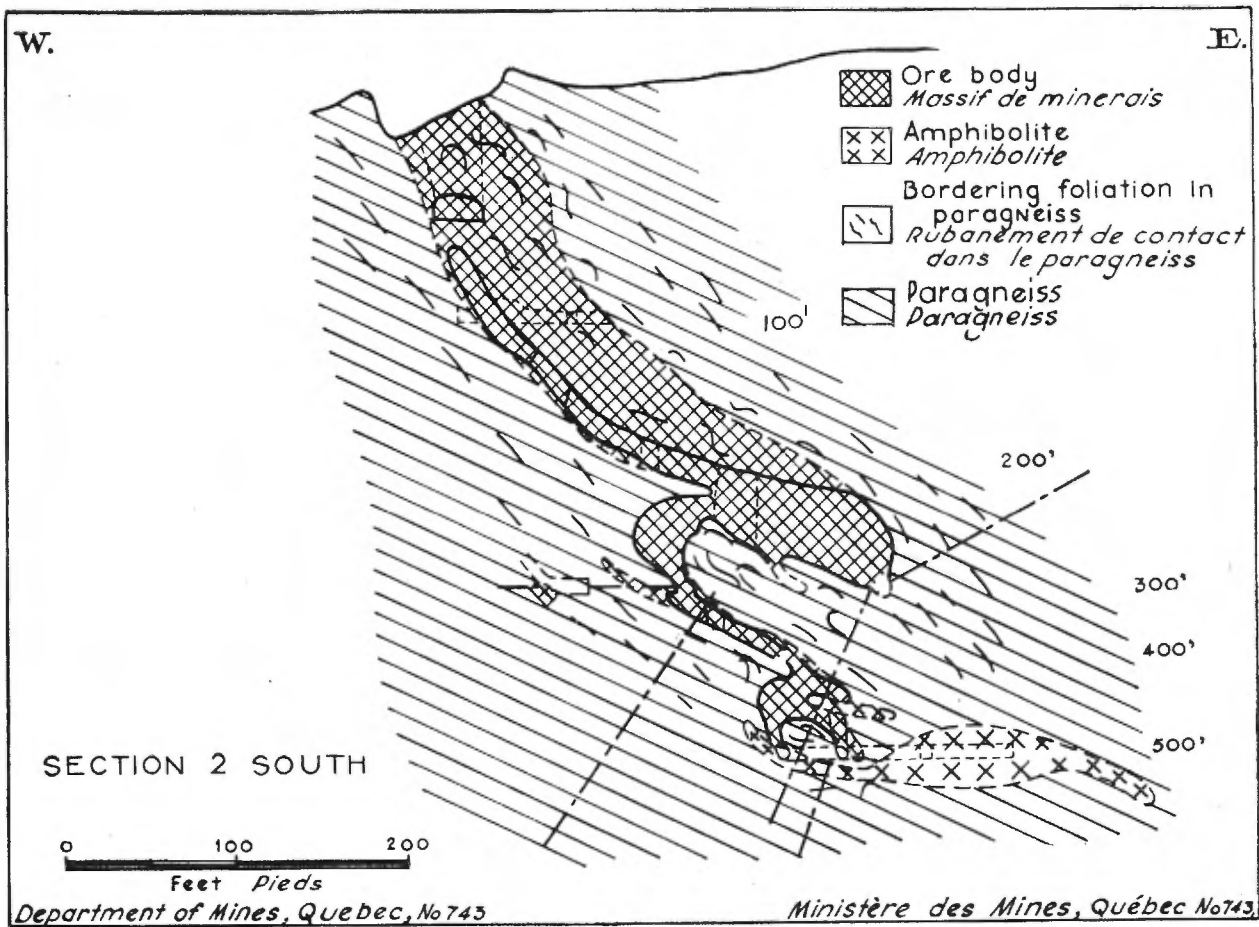 W.
E.
Ore body
Massif de minerais
Amphibolite
Amphibolite
Bordering foliation in
paragneiss
Rubanement de contact
dans le paragneiss
Paragneiss
Paragneiss
100'
200'
300'
400'
500'
SECTION 2 SOUTH
0 100 200
Feet Pieds
Department of Mines, Quebec, No 743
Ministère des Mines, Québec No 743